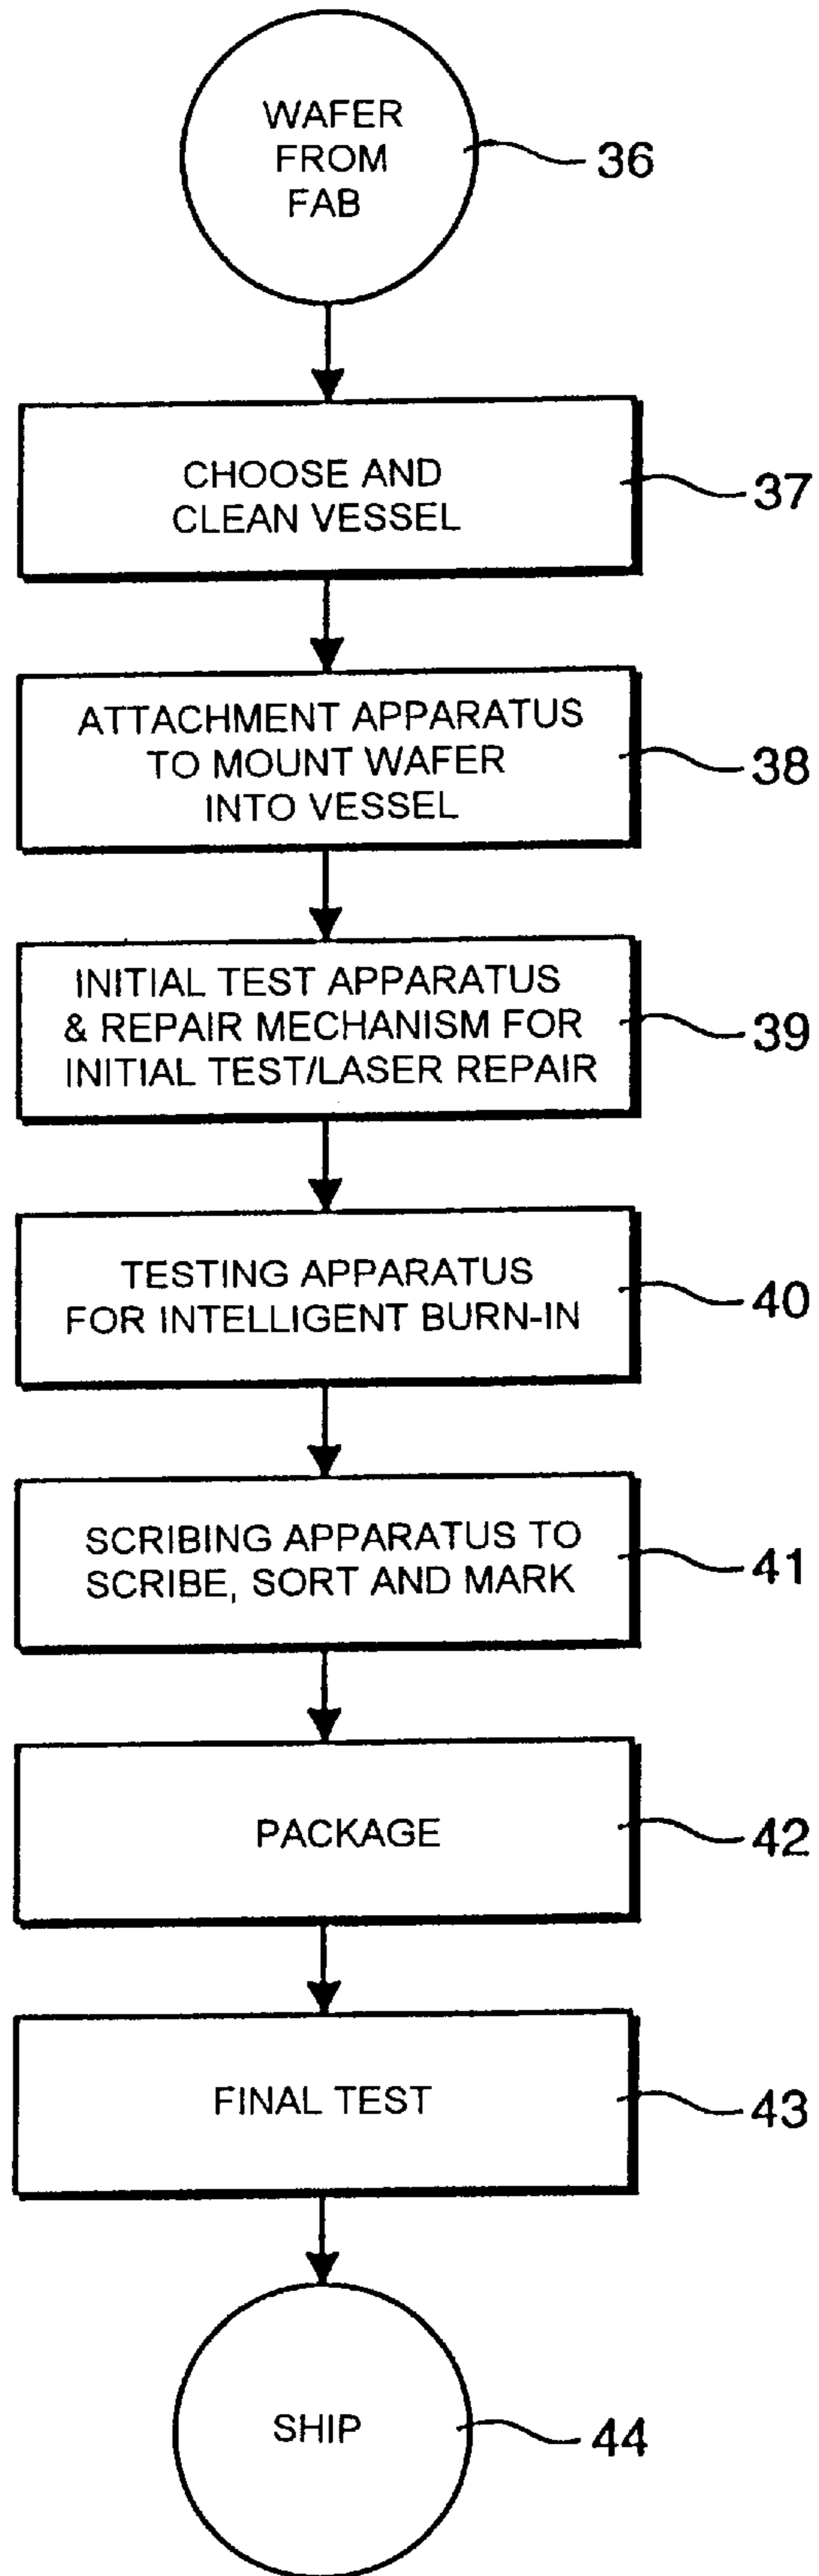 WAFER
FROM
FAB
36
CHOOSE AND
CLEAN VESSEL
37
ATTACHMENT APPARATUS
TO MOUNT WAFER
INTO VESSEL
38
INITIAL TEST APPARATUS
& REPAIR MECHANISM FOR
INITIAL TEST/LASER REPAIR
39
TESTING APPARATUS
FOR INTELLIGENT BURN-IN
40
SCRIBING APPARATUS TO
SCRIBE, SORT AND MARK
41
PACKAGE
42
FINAL TEST
43
SHIP
44